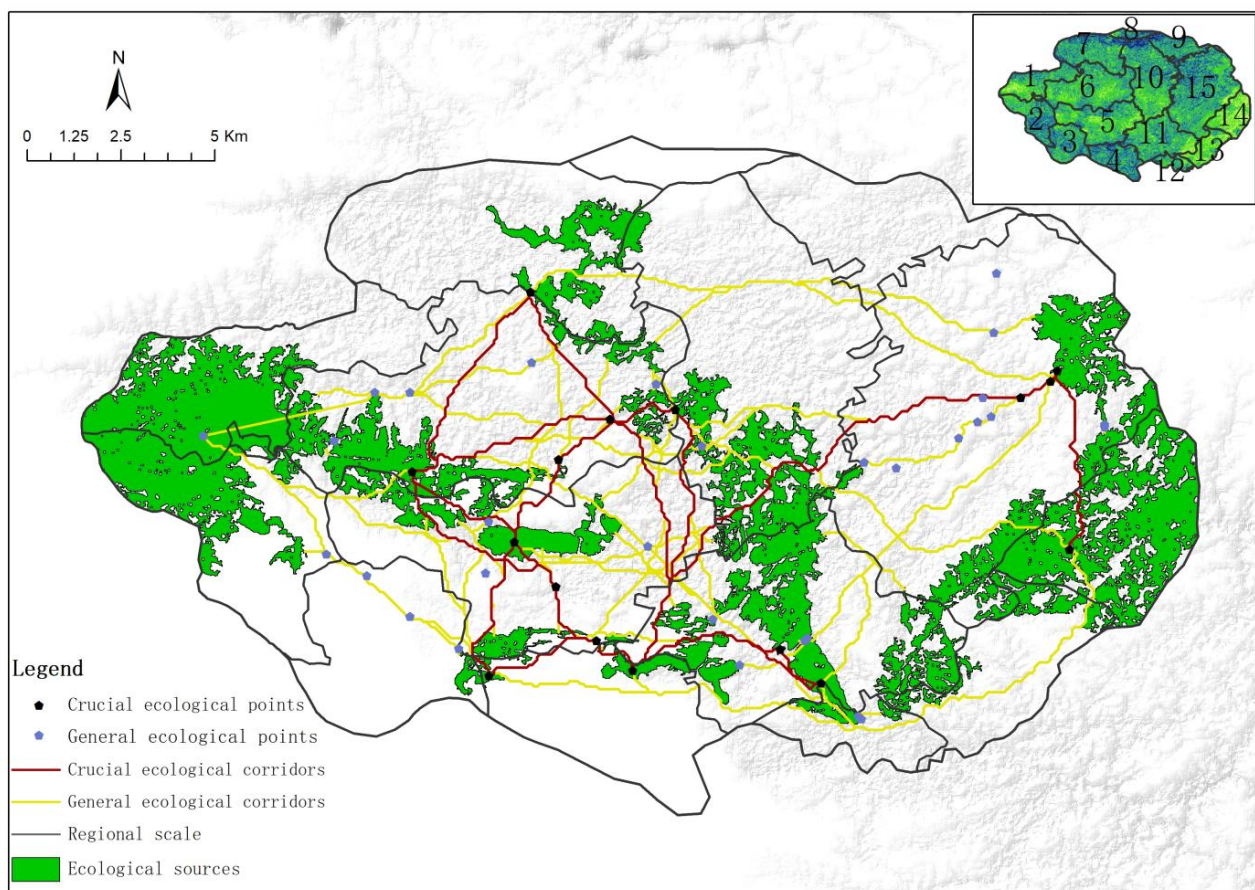 N
0 1.25 2.5 5 Km
8
7 9
1 6 10 15
2 5 11 14
3 4 12 13
Legend
Crucial ecological points
General ecological points
Crucial ecological corridors
General ecological corridors
Regional scale
Ecological sources